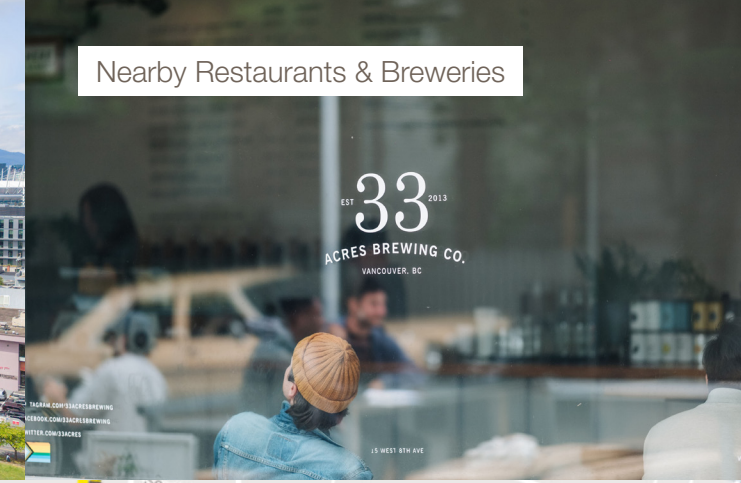 Nearby Restaurants & Breweries
EST 33 2013
ACRES BREWING CO.
VANCOUVER, BC
TAGRAM.COM/33ACRESBREWING
CEBOOK.COM/33ACRESBREWING
WITTER.COM/33ACRES
15 WEST 8TH AVE